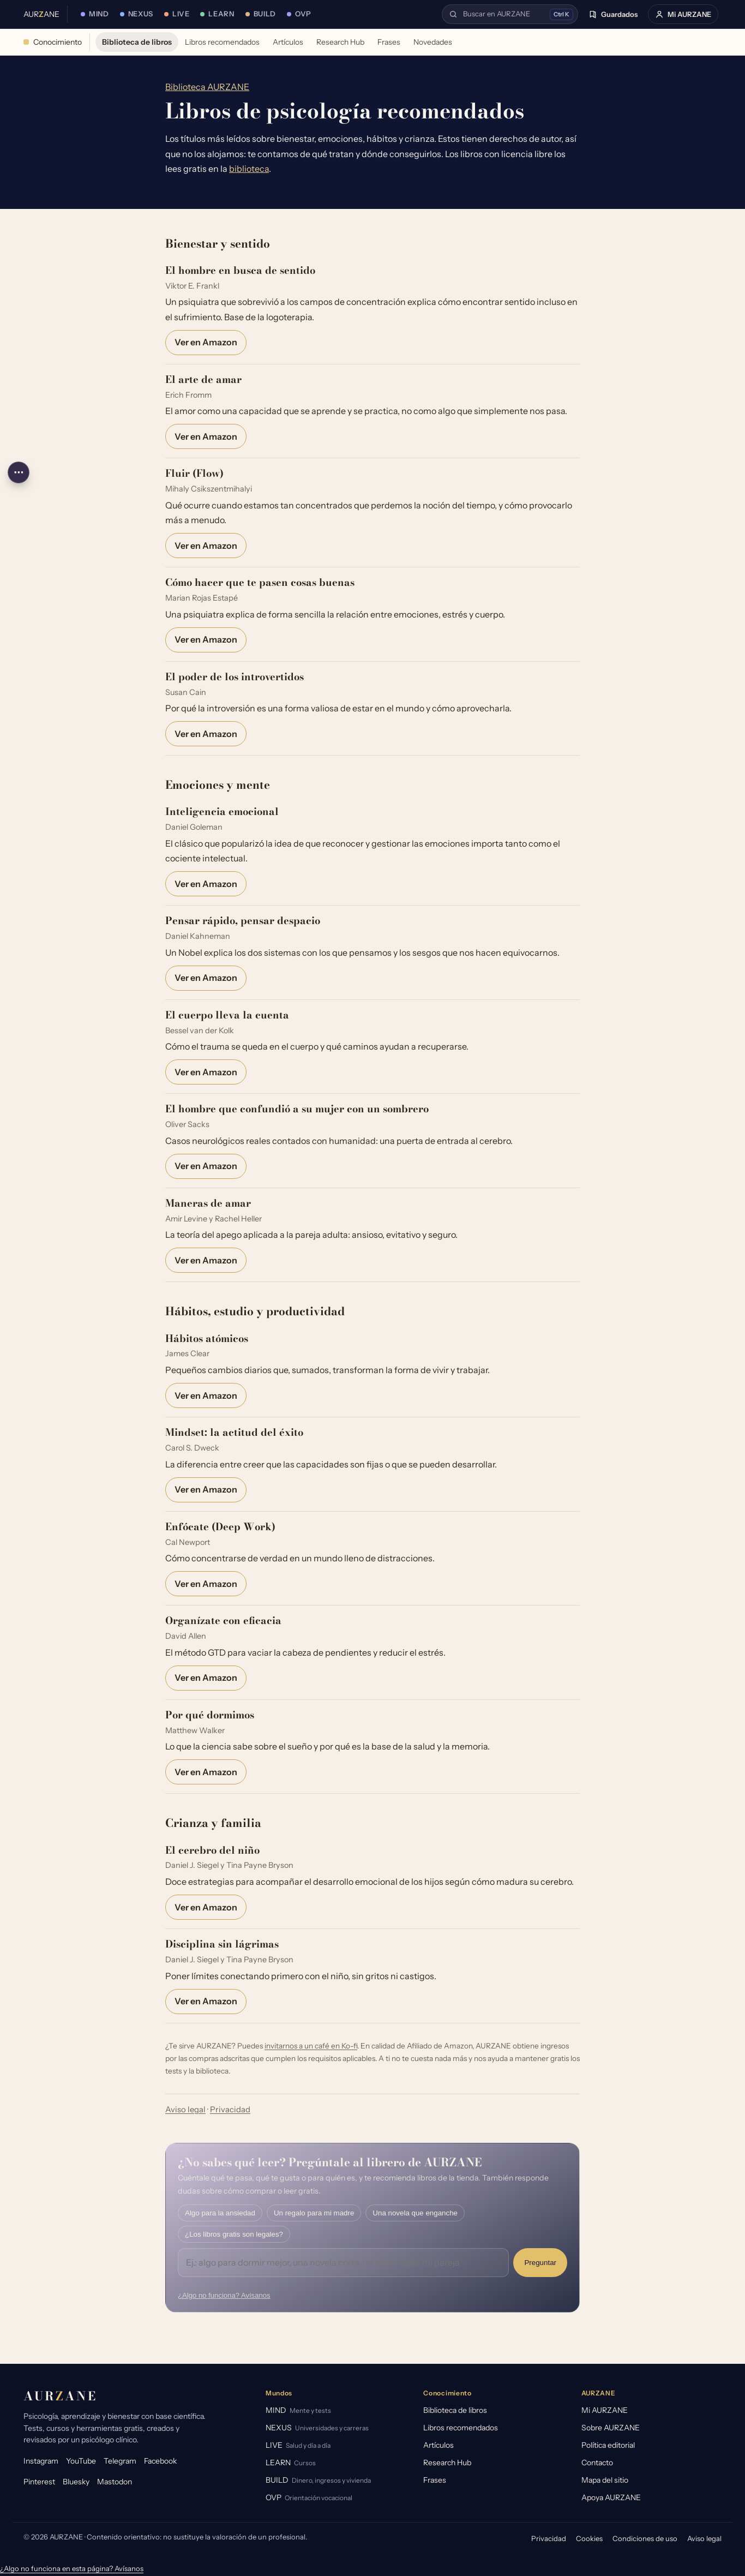 AURZANE
MIND
NEXUS
LIVE
LEARN
BUILD
OVP
Buscar en AURZANE
Ctrl K
Guardados
Mi AURZANE
Conocimiento
Biblioteca de libros
Libros recomendados
Artículos
Research Hub
Frases
Novedades
Biblioteca AURZANE
Libros de psicología recomendados
Los títulos más leídos sobre bienestar, emociones, hábitos y crianza. Estos tienen derechos de autor, así
que no los alojamos: te contamos de qué tratan y dónde conseguirlos. Los libros con licencia libre los
lees gratis en la biblioteca.
Bienestar y sentido
El hombre en busca de sentido
Viktor E. Frankl
Un psiquiatra que sobrevivió a los campos de concentración explica cómo encontrar sentido incluso en
el sufrimiento. Base de la logoterapia.
Ver en Amazon
El arte de amar
Erich Fromm
El amor como una capacidad que se aprende y se practica, no como algo que simplemente nos pasa.
Ver en Amazon
Fluir (Flow)
Mihaly Csikszentmihalyi
Qué ocurre cuando estamos tan concentrados que perdemos la noción del tiempo, y cómo provocarlo
más a menudo.
Ver en Amazon
Cómo hacer que te pasen cosas buenas
Marian Rojas Estapé
Una psiquiatra explica de forma sencilla la relación entre emociones, estrés y cuerpo.
Ver en Amazon
El poder de los introvertidos
Susan Cain
Por qué la introversión es una forma valiosa de estar en el mundo y cómo aprovecharla.
Ver en Amazon
Emociones y mente
Inteligencia emocional
Daniel Goleman
El clásico que popularizó la idea de que reconocer y gestionar las emociones importa tanto como el
cociente intelectual.
Ver en Amazon
Pensar rápido, pensar despacio
Daniel Kahneman
Un Nobel explica los dos sistemas con los que pensamos y los sesgos que nos hacen equivocarnos.
Ver en Amazon
El cuerpo lleva la cuenta
Bessel van der Kolk
Cómo el trauma se queda en el cuerpo y qué caminos ayudan a recuperarse.
Ver en Amazon
El hombre que confundió a su mujer con un sombrero
Oliver Sacks
Casos neurológicos reales contados con humanidad: una puerta de entrada al cerebro.
Ver en Amazon
Maneras de amar
Amir Levine y Rachel Heller
La teoría del apego aplicada a la pareja adulta: ansioso, evitativo y seguro.
Ver en Amazon
Hábitos, estudio y productividad
Hábitos atómicos
James Clear
Pequeños cambios diarios que, sumados, transforman la forma de vivir y trabajar.
Ver en Amazon
Mindset: la actitud del éxito
Carol S. Dweck
La diferencia entre creer que las capacidades son fijas o que se pueden desarrollar.
Ver en Amazon
Enfócate (Deep Work)
Cal Newport
Cómo concentrarse de verdad en un mundo lleno de distracciones.
Ver en Amazon
Organízate con eficacia
David Allen
El método GTD para vaciar la cabeza de pendientes y reducir el estrés.
Ver en Amazon
Por qué dormimos
Matthew Walker
Lo que la ciencia sabe sobre el sueño y por qué es la base de la salud y la memoria.
Ver en Amazon
Crianza y familia
El cerebro del niño
Daniel J. Siegel y Tina Payne Bryson
Doce estrategias para acompañar el desarrollo emocional de los hijos según cómo madura su cerebro.
Ver en Amazon
Disciplina sin lágrimas
Daniel J. Siegel y Tina Payne Bryson
Poner límites conectando primero con el niño, sin gritos ni castigos.
Ver en Amazon
¿Te sirve AURZANE? Puedes invitarnos a un café en Ko-fi. En calidad de Afiliado de Amazon, AURZANE obtiene ingresos
por las compras adscritas que cumplen los requisitos aplicables. A ti no te cuesta nada más y nos ayuda a mantener gratis los
tests y la biblioteca.
Aviso legal · Privacidad
¿No sabes qué leer? Pregúntale al librero de AURZANE
Cuéntale qué te pasa, qué te gusta o para quién es, y te recomienda libros de la tienda. También responde
dudas sobre cómo comprar o leer gratis.
Algo para la ansiedad
Un regalo para mi madre
Una novela que enganche
¿Los libros gratis son legales?
Ej.: algo para dormir mejor, una novela
Preguntar
¿Algo no funciona? Avísanos
AURZANE
Psicología, aprendizaje y bienestar con base científica.
Tests, cursos y herramientas gratis, creados y
revisados por un psicólogo clínico.
Instagram YouTube Telegram Facebook
Pinterest Bluesky Mastodon
Mundos
MIND Mente y tests
NEXUS Universidades y carreras
LIVE Salud y día a día
LEARN Cursos
BUILD Dinero, ingresos y vivienda
OVP Orientación vocacional
Conocimiento
Biblioteca de libros
Libros recomendados
Artículos
Research Hub
Frases
AURZANE
Mi AURZANE
Sobre AURZANE
Política editorial
Contacto
Mapa del sitio
Apoya AURZANE
© 2026 AURZANE · Contenido orientativo: no sustituye la valoración de un profesional.
Privacidad Cookies Condiciones de uso Aviso legal
¿Algo no funciona en esta página? Avísanos